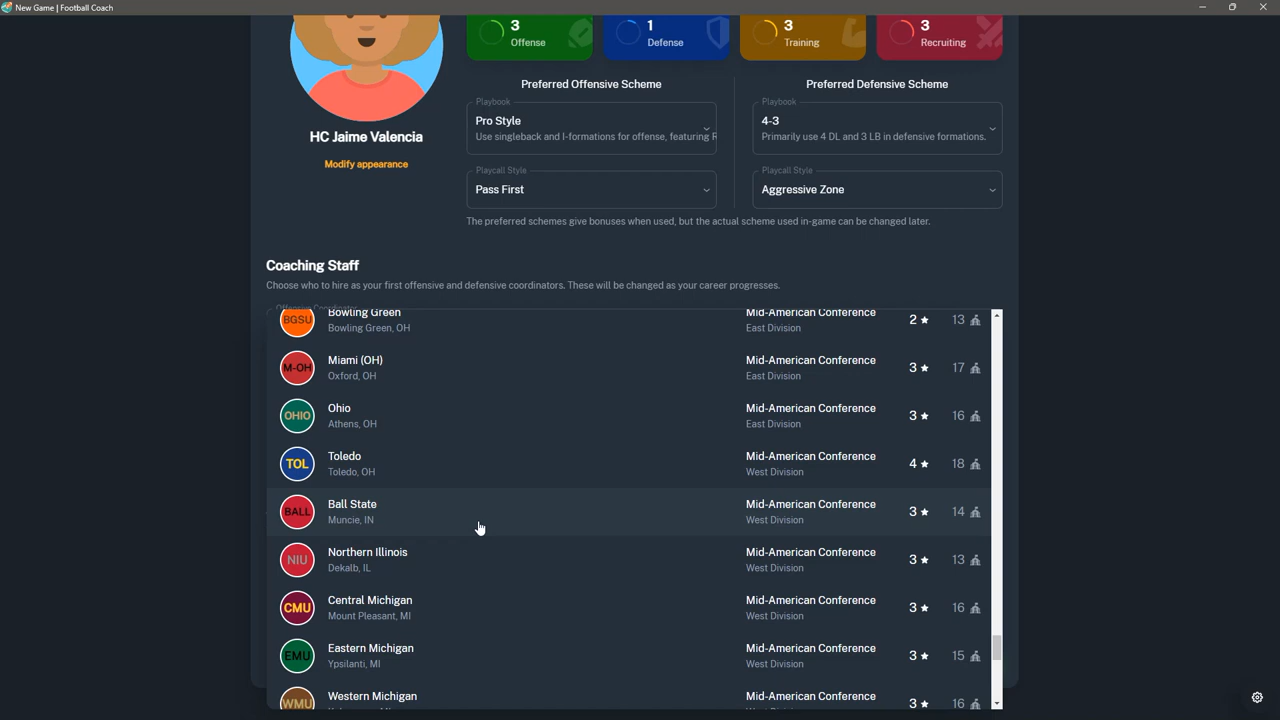 New Game | Football Coach
3
Offense
1
Defense
3
Training
3
Recruiting
Preferred Offensive Scheme
Preferred Defensive Scheme
Playbook
Pro Style
Use singleback and I-formations for offense, featuring R
Playbook
4-3
Primarily use 4 DL and 3 LB in defensive formations.
HC Jaime Valencia
Modify appearance
Playcall Style
Pass First
Playcall Style
Aggressive Zone
The preferred schemes give bonuses when used, but the actual scheme used in-game can be changed later.
Coaching Staff
Choose who to hire as your first offensive and defensive coordinators. These will be changed as your career progresses.
Offensive Coordinator
BGSU Bowling Green Mid-American Conference 2 ★ 13
Bowling Green, OH East Division
M-OH Miami (OH) Mid-American Conference 3 ★ 17
Oxford, OH East Division
OHIO Ohio Mid-American Conference 3 ★ 16
Athens, OH East Division
TOL Toledo Mid-American Conference 4 ★ 18
Toledo, OH West Division
BALL Ball State Mid-American Conference 3 ★ 14
Muncie, IN West Division
NIU Northern Illinois Mid-American Conference 3 ★ 13
Dekalb, IL West Division
CMU Central Michigan Mid-American Conference 3 ★ 16
Mount Pleasant, MI West Division
EMU Eastern Michigan Mid-American Conference 3 ★ 15
Ypsilanti, MI West Division
WMU Western Michigan Mid-American Conference 3 ★ 16